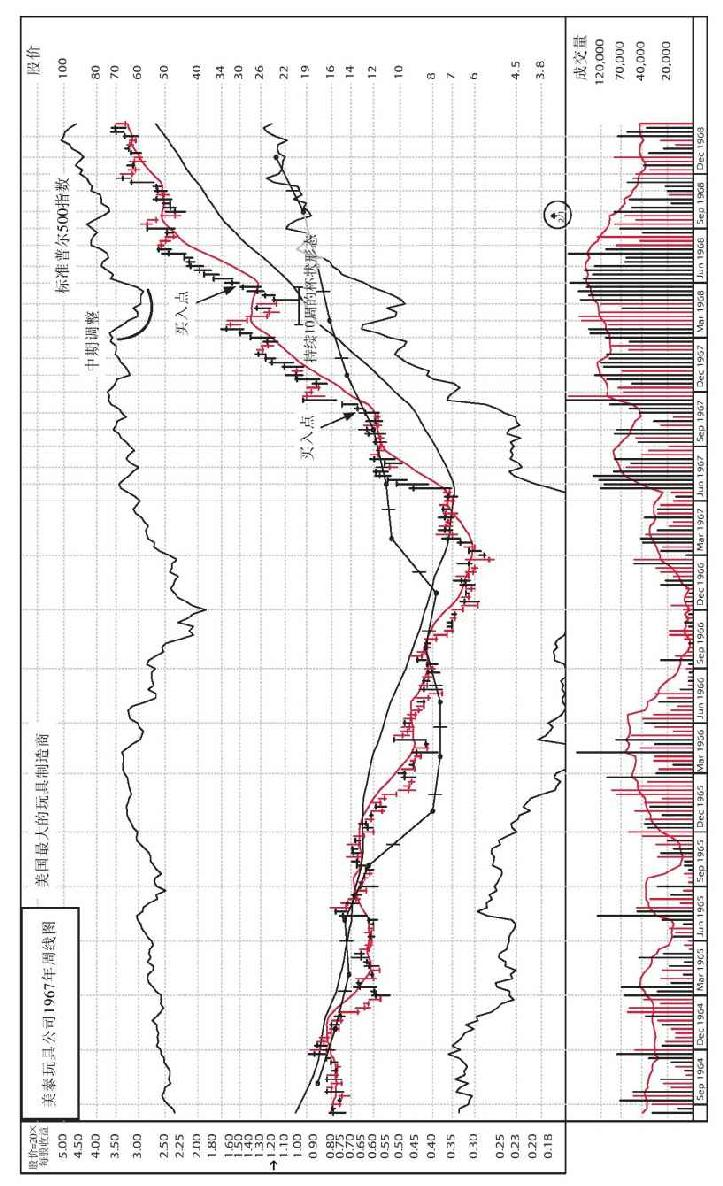 美泰玩具公司1967年周线图
美国最大的玩具制造商
标准普尔500指数
中期调整
买入点
买入点
持续10周的杯状形态
股价
100
80
70
60
50
40
34
30
26
22
19
16
14
12
10
8
7
6
4.5
3.8
成交量
120,000
70,000
40,000
20,000
股价=20×
每股收益
5.00
4.50
4.00
3.50
3.00
2.50
2.25
1.80
1.60
1.50
1.40
1.30
1.20
1.10
1.00
0.90
0.80
0.75
0.70
0.65
0.60
0.55
0.50
0.45
0.40
0.35
0.30
0.25
0.23
0.20
0.18
Sep 1964
Dec 1964
Mar 1965
Jun 1965
Sep 1965
Dec 1965
Mar 1966
Jun 1966
Sep 1966
Dec 1966
Mar 1967
Jun 1967
Sep 1967
Dec 1967
Mar 1968
Jun 1968
Sep 1968
Dec 1968